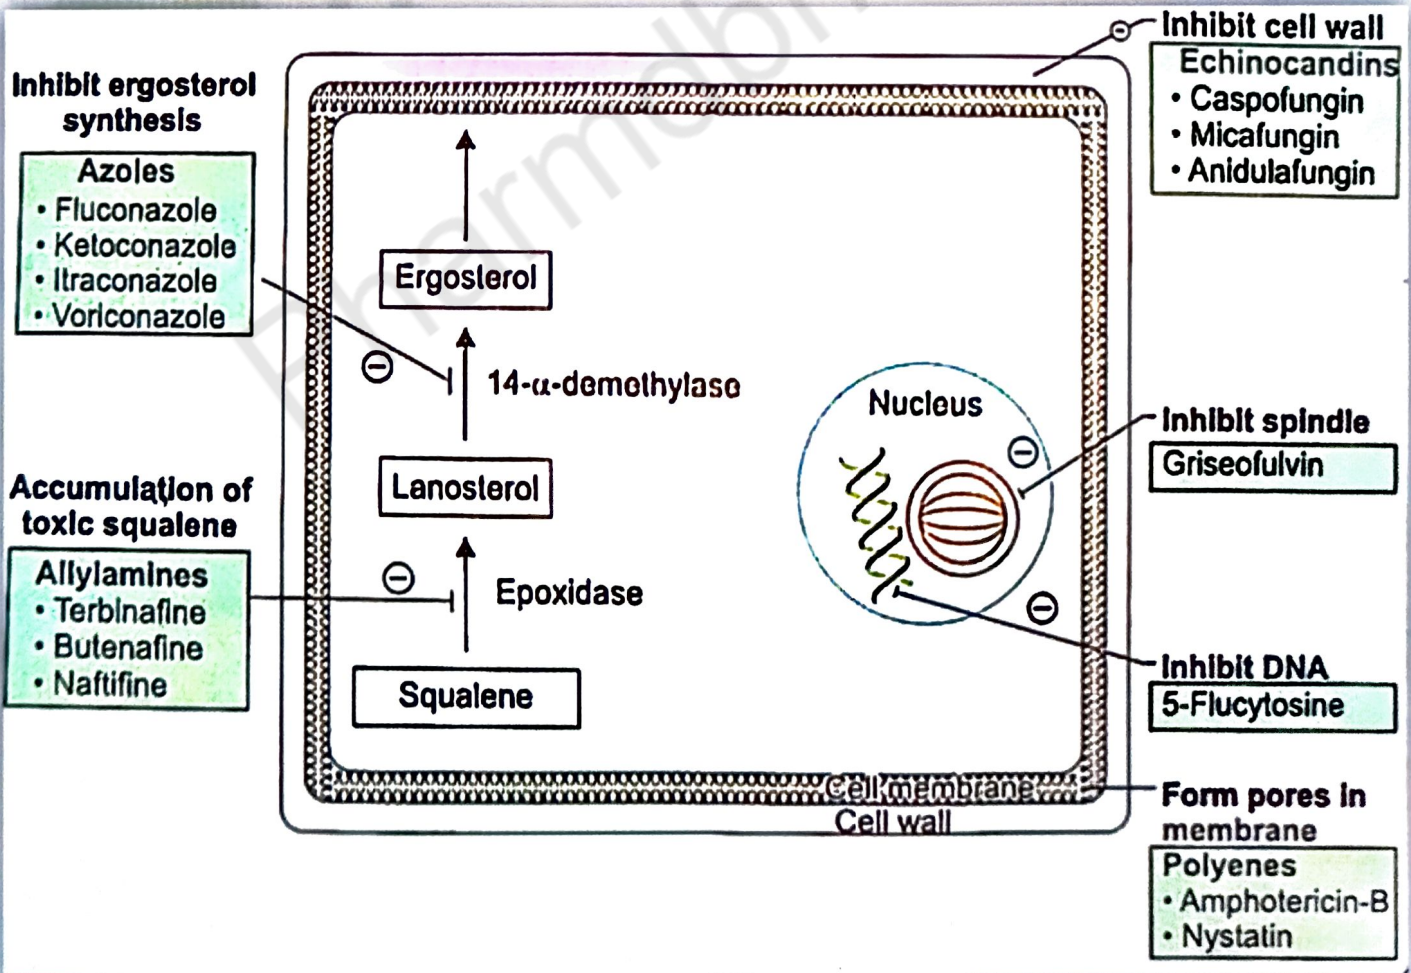 Inhibit ergosterol
synthesis
Azoles
• Fluconazole
• Ketoconazole
• Itraconazole
• Voriconazole
Accumulation of
toxic squalene
Allylamines
• Terbinafine
• Butenafine
• Naftifine
Ergosterol
14-α-demethylase
Lanosterol
Epoxidase
Squalene
Nucleus
Cell membrane
Cell wall
Inhibit cell wall
Echinocandins
• Caspofungin
• Micafungin
• Anidulafungin
Inhibit spindle
Griseofulvin
Inhibit DNA
5-Flucytosine
Form pores in
membrane
Polyenes
• Amphotericin-B
• Nystatin